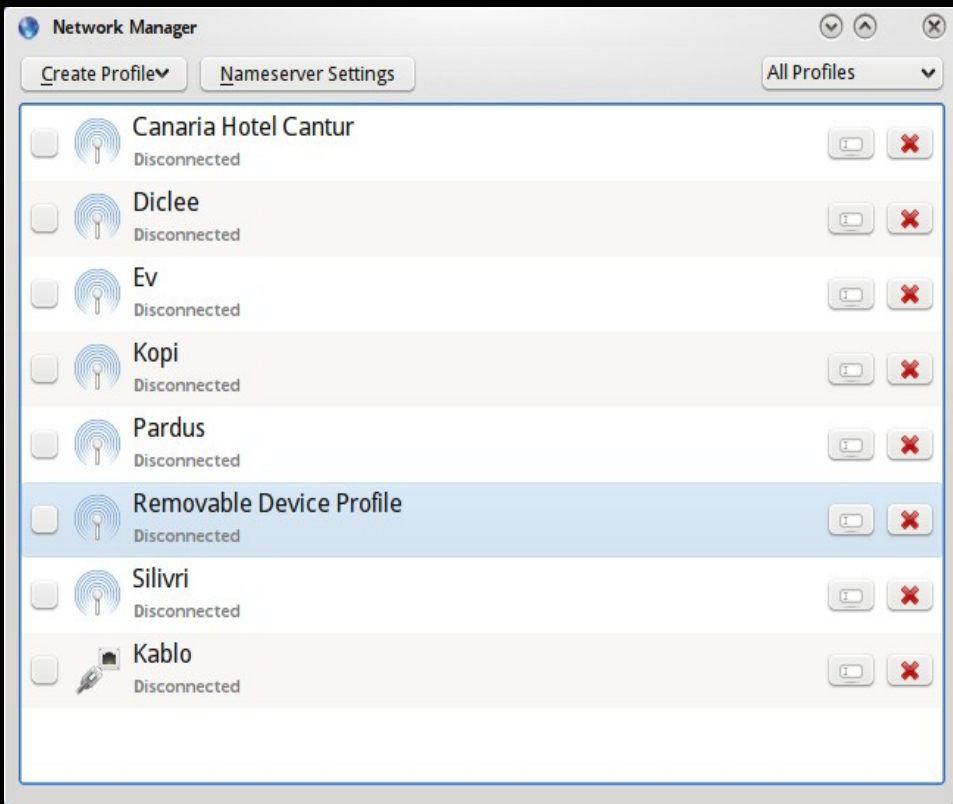 Network Manager
Create Profile
Nameserver Settings
All Profiles
Canaria Hotel Cantur
Disconnected
Diclee
Disconnected
Ev
Disconnected
Kopi
Disconnected
Pardus
Disconnected
Removable Device Profile
Disconnected
Silivri
Disconnected
Kablo
Disconnected